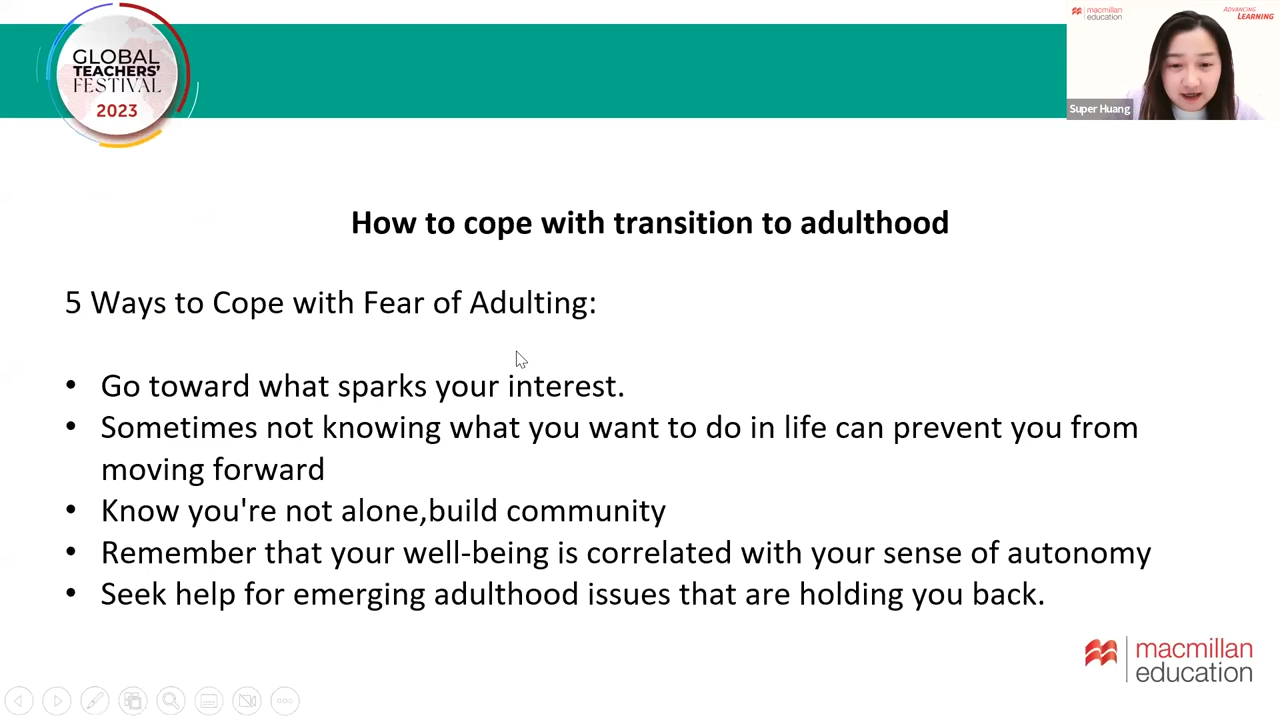 GLOBAL
TEACHERS'
FESTIVAL
2023
macmillan
education
ADVANCING
LEARNING
Super Huang
How to cope with transition to adulthood
5 Ways to Cope with Fear of Adulting:
• Go toward what sparks your interest.
• Sometimes not knowing what you want to do in life can prevent you from
moving forward
• Know you're not alone,build community
• Remember that your well-being is correlated with your sense of autonomy
• Seek help for emerging adulthood issues that are holding you back.
macmillan
education